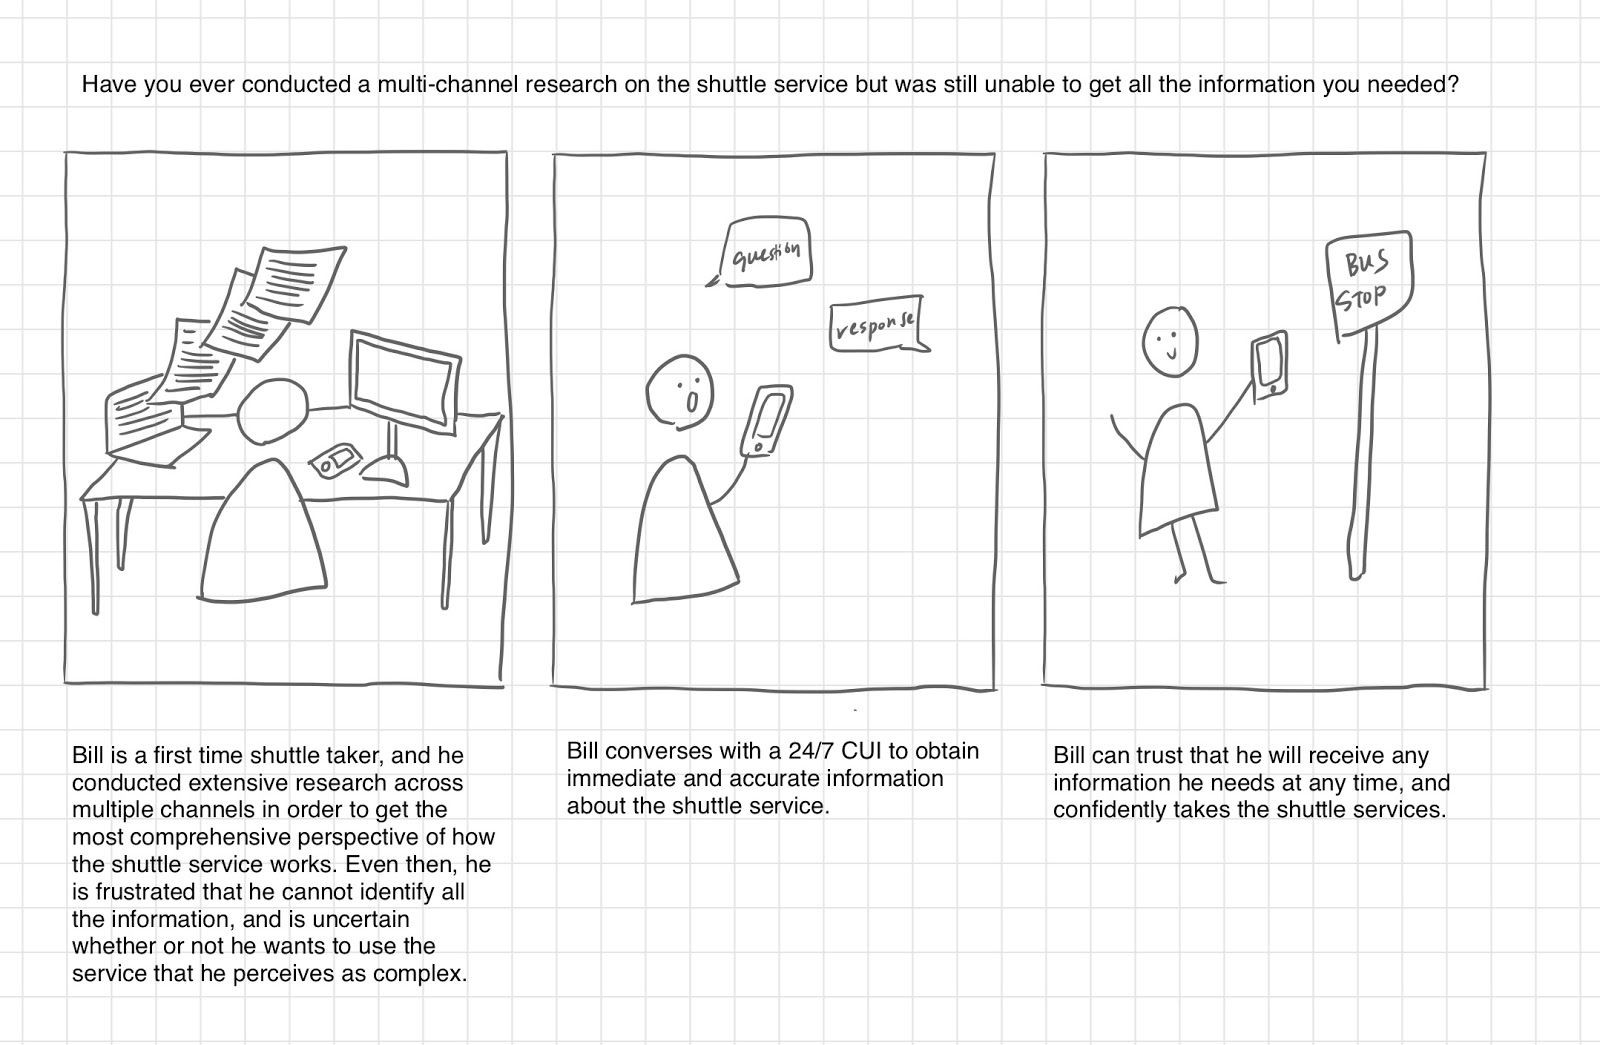 Have you ever conducted a multi-channel research on the shuttle service but was still unable to get all the information you needed?
question
response
BUS
STOP
Bill is a first time shuttle taker, and he
conducted extensive research across
multiple channels in order to get the
most comprehensive perspective of how
the shuttle service works. Even then, he
is frustrated that he cannot identify all
the information, and is uncertain
whether or not he wants to use the
service that he perceives as complex.
Bill converses with a 24/7 CUI to obtain
immediate and accurate information
about the shuttle service.
Bill can trust that he will receive any
information he needs at any time, and
confidently takes the shuttle services.